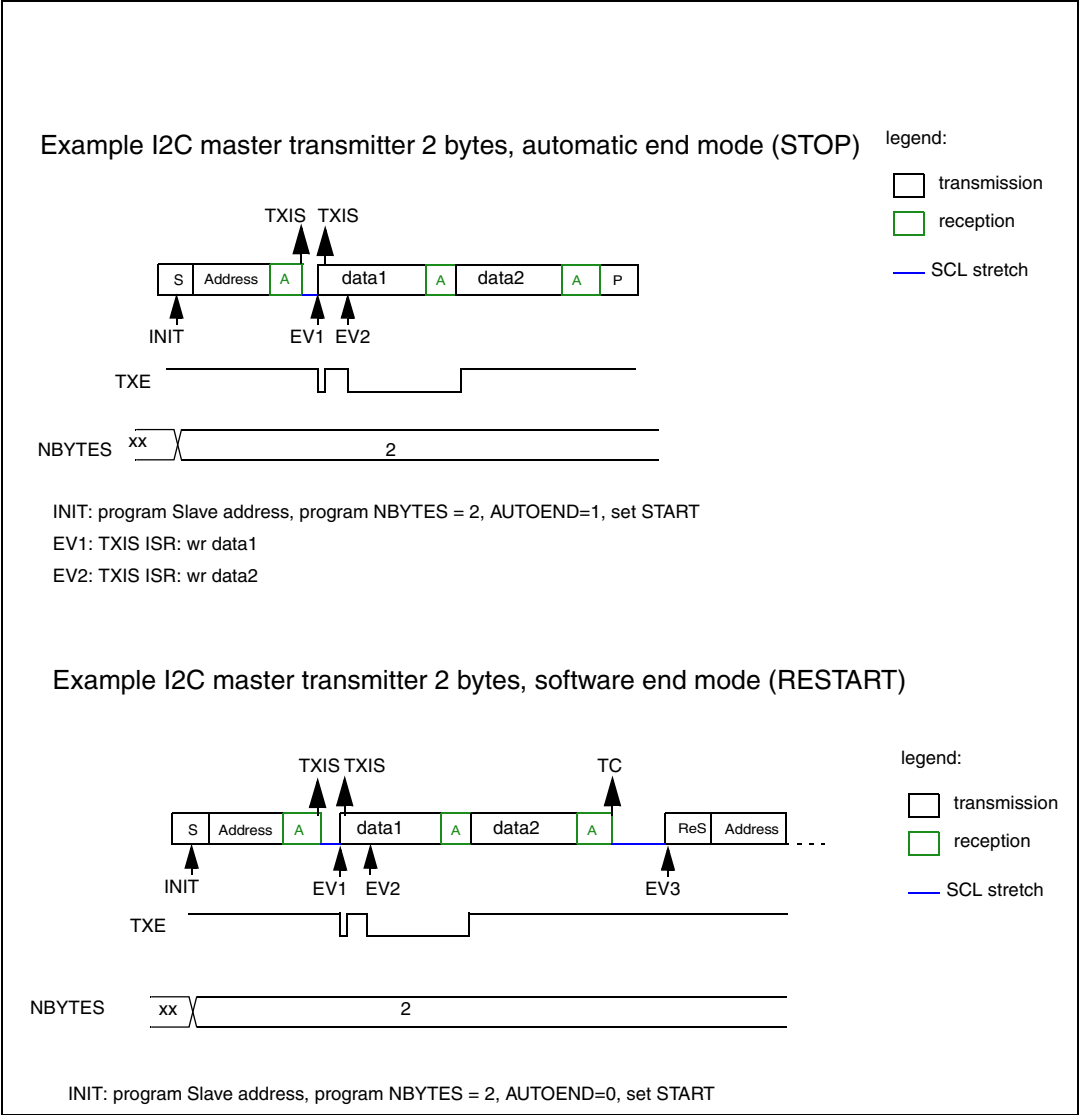 Example I2C master transmitter 2 bytes, automatic end mode (STOP)
legend:
transmission
reception
SCL stretch
TXIS TXIS
S Address A data1 A data2 A P
INIT EV1 EV2
TXE
NBYTES xx 2
INIT: program Slave address, program NBYTES = 2, AUTOEND=1, set START
EV1: TXIS ISR: wr data1
EV2: TXIS ISR: wr data2
Example I2C master transmitter 2 bytes, software end mode (RESTART)
legend:
transmission
reception
SCL stretch
TXIS TXIS TC
S Address A data1 A data2 A ReS Address
INIT EV1 EV2 EV3
TXE
NBYTES xx 2
INIT: program Slave address, program NBYTES = 2, AUTOEND=0, set START